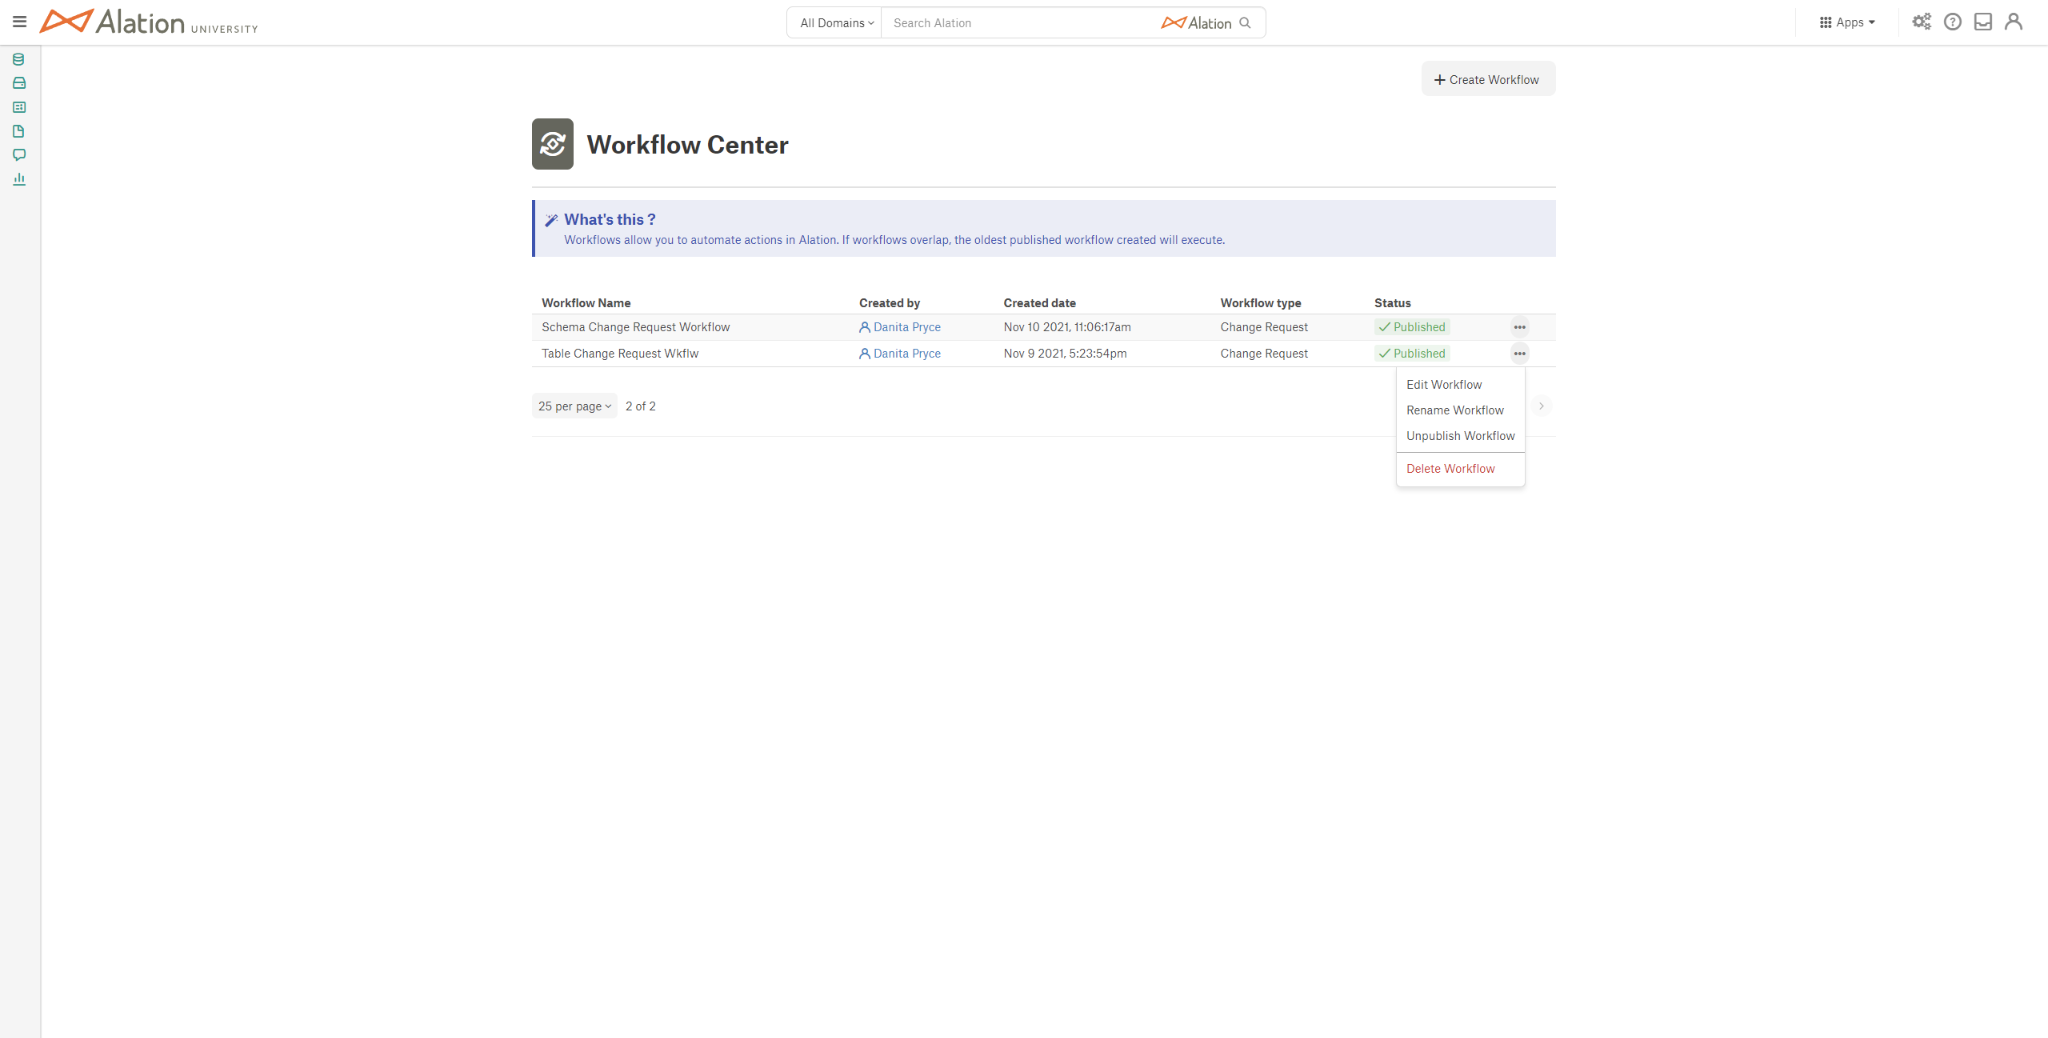 Alation UNIVERSITY
All Domains Search Alation Alation
Apps
Create Workflow
Workflow Center
What's this ?
Workflows allow you to automate actions in Alation. If workflows overlap, the oldest published workflow created will execute.
Workflow Name Created by Created date Workflow type Status
Schema Change Request Workflow Danita Pryce Nov 10 2021, 11:06:17am Change Request Published
Table Change Request Wkflw Danita Pryce Nov 9 2021, 5:23:54pm Change Request Published
25 per page 2 of 2
Edit Workflow
Rename Workflow
Unpublish Workflow
Delete Workflow